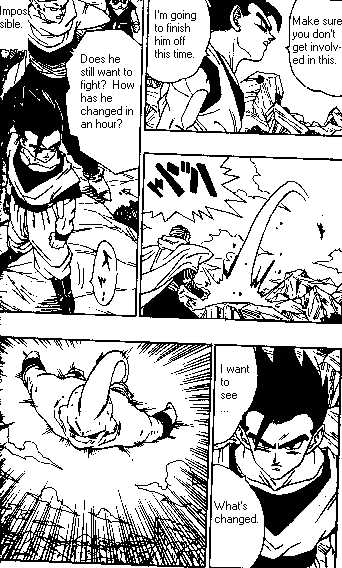 Make sure
you don't
get involv-
ed in this.
I'm going
to finish
him off
this time.
Impos
sible.
Does he
still want to
fight? How
has he
changed in
an hour?
I want
to
see
...
What's
changed.